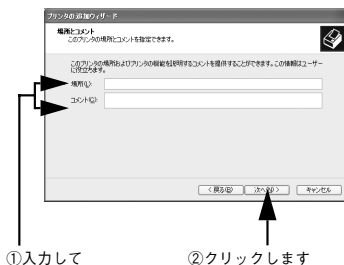 プリンタの追加ウィザード
場所とコメント
このプリンタの場所とコメントを指定できます。
このプリンタの場所およびプリンタの機能を説明するコメントを提供することができます。この情報はユーザー
に役立ちます。
場所(L):
コメント(C):
< 戻る(B)
次へ(N) >
キャンセル
①入力して
②クリックします